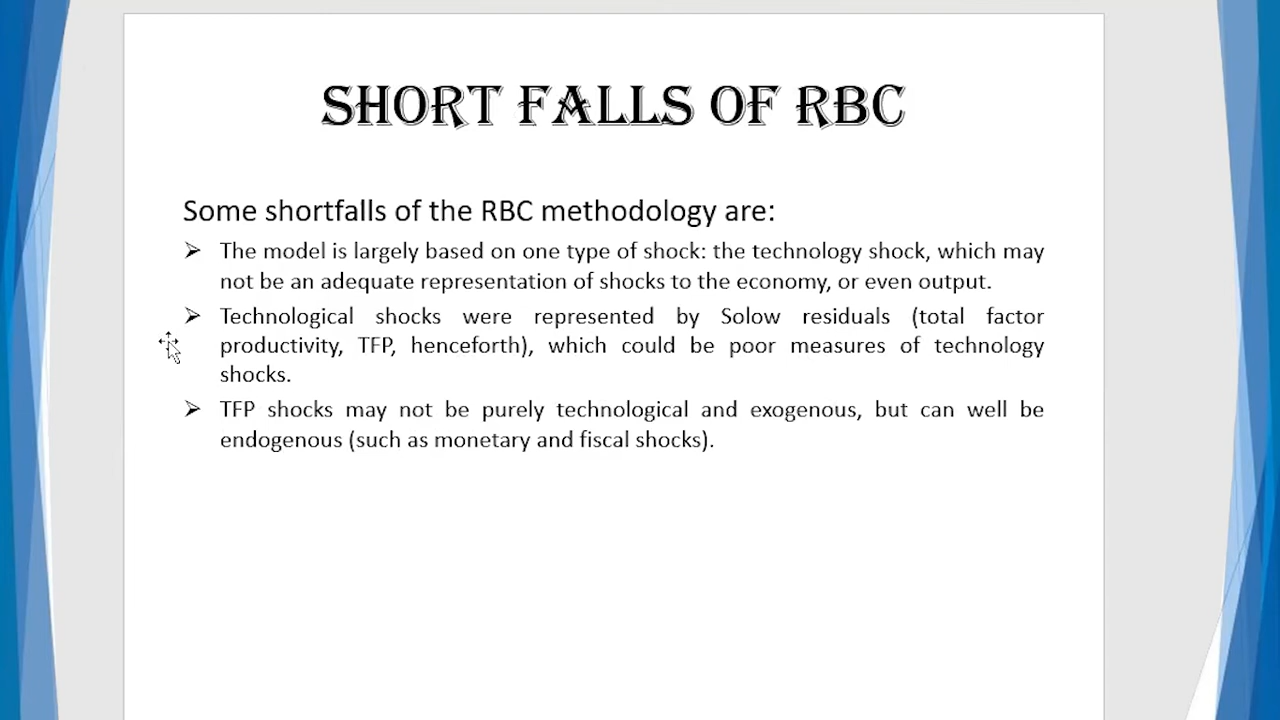 SHORT FALLS OF RBC
Some shortfalls of the RBC methodology are:
➢ The model is largely based on one type of shock: the technology shock, which may
not be an adequate representation of shocks to the economy, or even output.
➢ Technological shocks were represented by Solow residuals (total factor
productivity, TFP, henceforth), which could be poor measures of technology
shocks.
➢ TFP shocks may not be purely technological and exogenous, but can well be
endogenous (such as monetary and fiscal shocks).